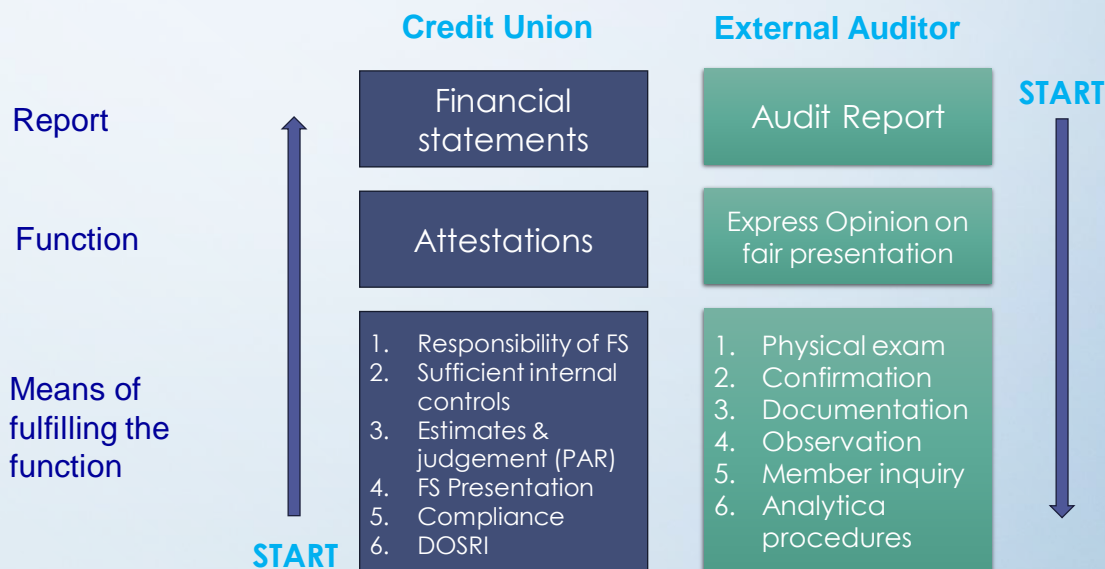 Credit Union
External Auditor
START
Report
Financial
statements
Audit Report
Function
Attestations
Express Opinion on
fair presentation
Means of
fulfilling the
function
1. Responsibility of FS
2. Sufficient internal
controls
3. Estimates &
judgement (PAR)
4. FS Presentation
5. Compliance
6. DOSRI
1. Physical exam
2. Confirmation
3. Documentation
4. Observation
5. Member inquiry
6. Analytica
procedures
START